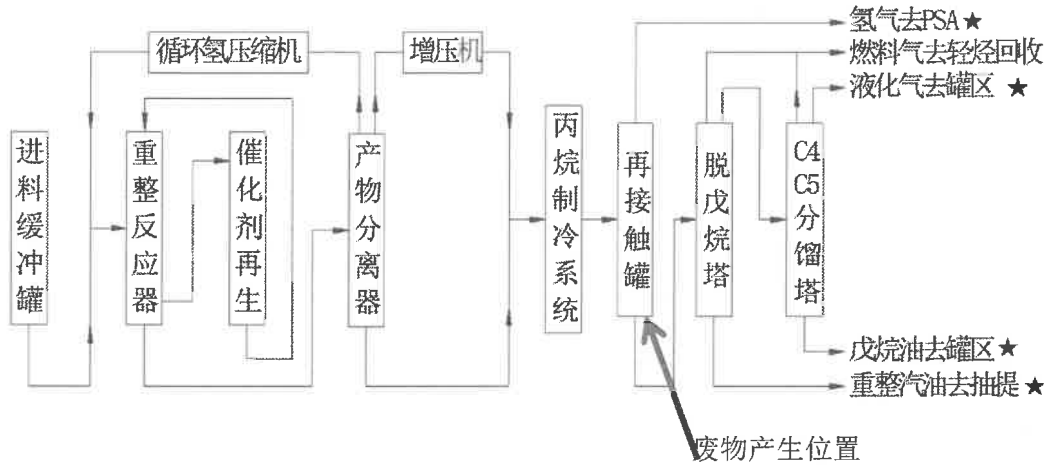 氢气去PSA★
循环氢压缩机
增压机
燃料气去轻烃回收
液化气去罐区 ★
进料缓冲罐
重整反应器
催化剂再生
产物分离器
丙烷制冷系统
再接触罐
脱戊烷塔
C4C5分馏塔
戊烷油去罐区★
重整汽油去抽提★
废物产生位置